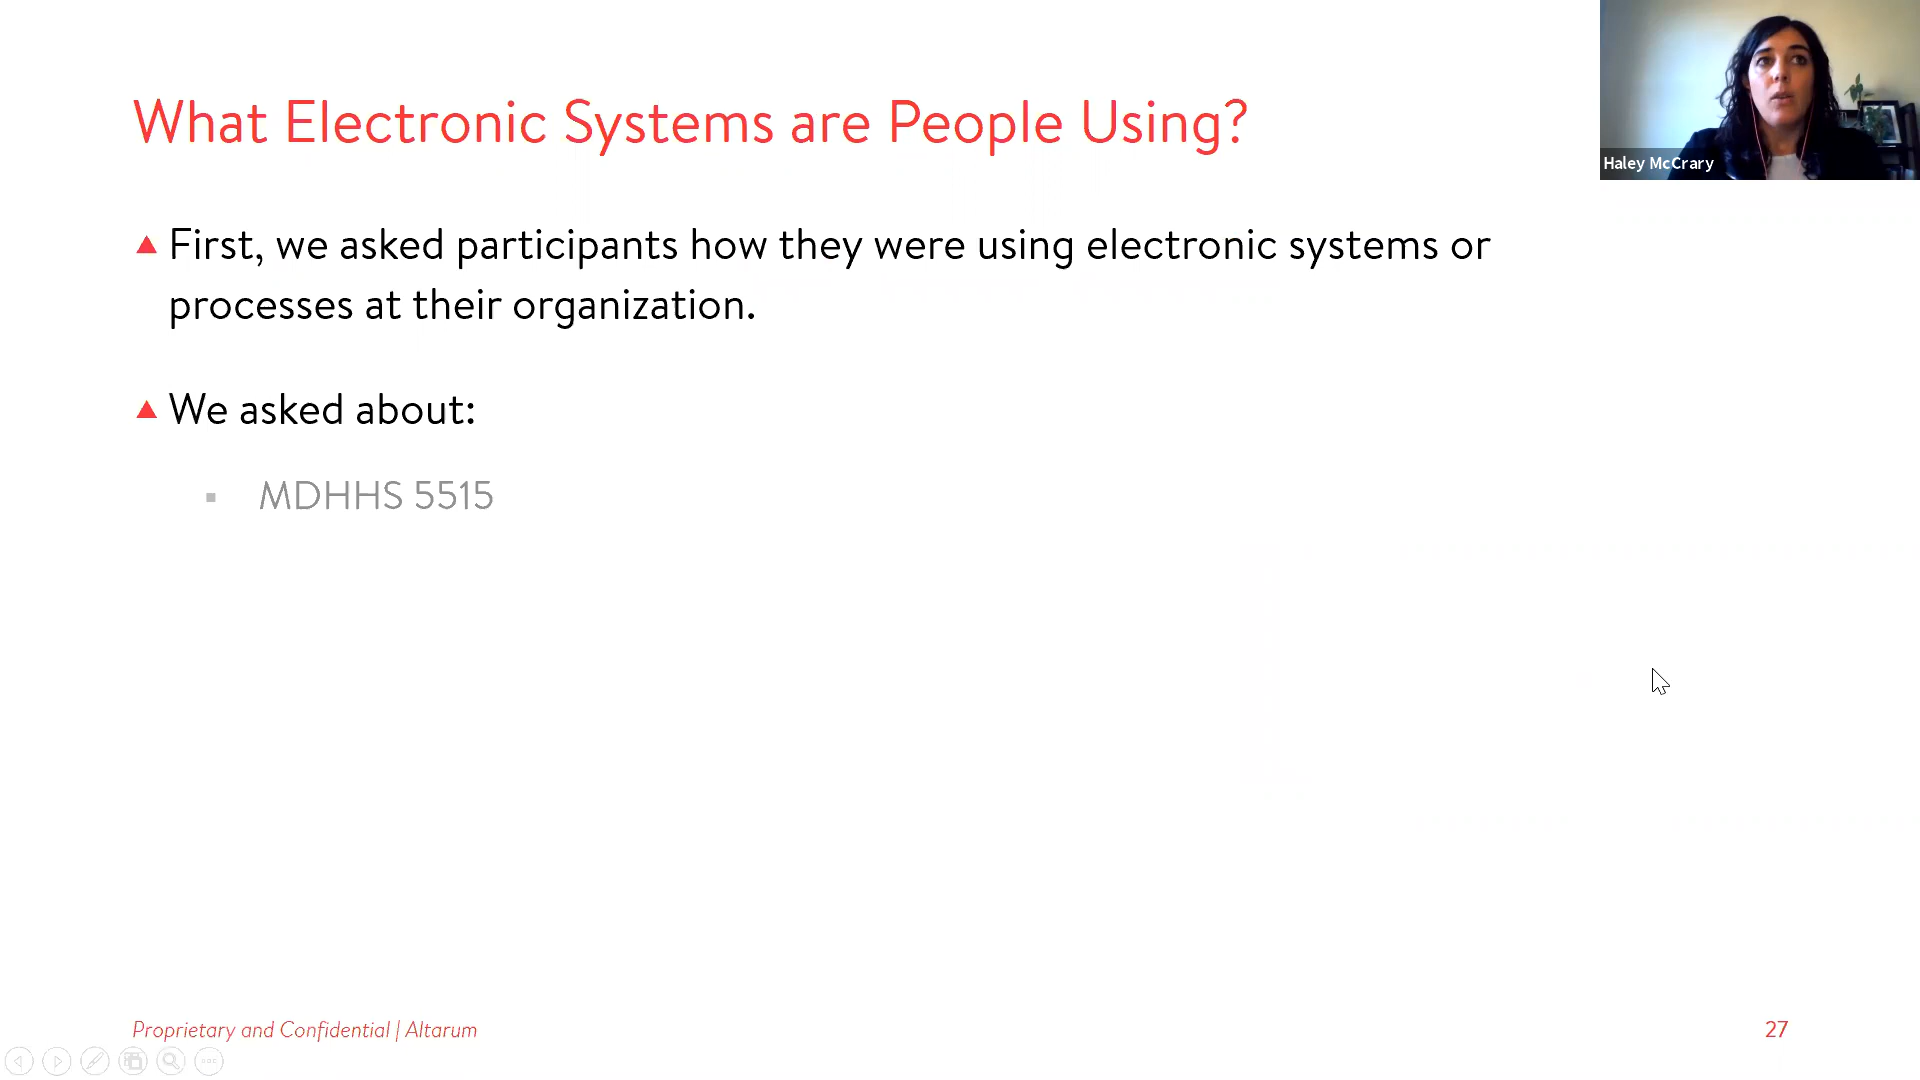 What Electronic Systems are People Using?
Haley McCrary
First, we asked participants how they were using electronic systems or
processes at their organization.
We asked about:
MDHHS 5515
Proprietary and Confidential | Altarum
27